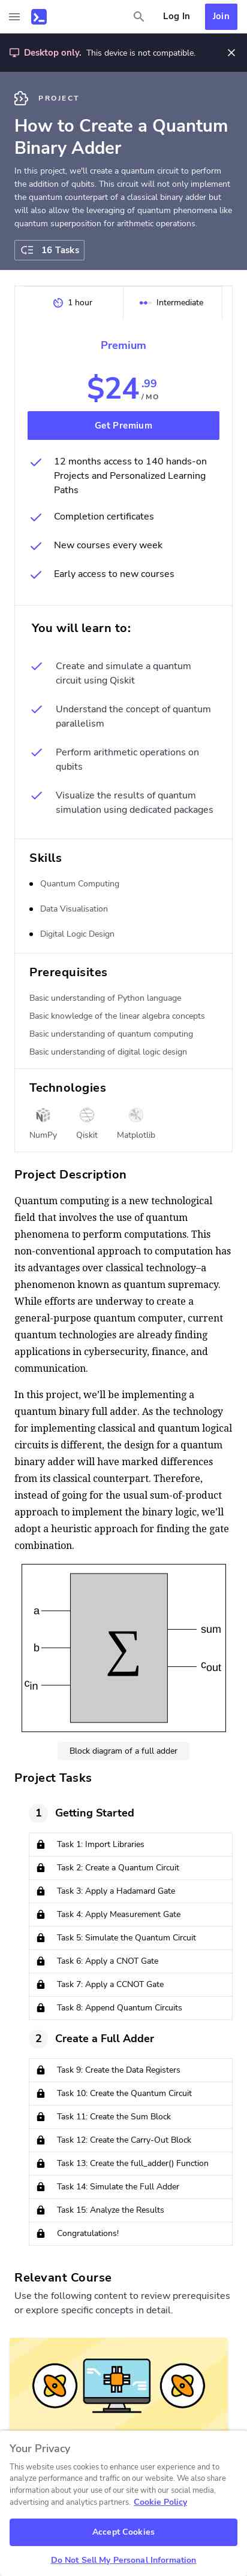 Log In
Join
Desktop only. This device is not compatible.
PROJECT
How to Create a Quantum
Binary Adder
In this project, we'll create a quantum circuit to perform
the addition of qubits. This circuit will not only implement
the quantum counterpart of a classical binary adder but
will also allow the leveraging of quantum phenomena like
quantum superposition for arithmetic operations.
16 Tasks
1 hour
Intermediate
Premium
$24.99
/ MO
Get Premium
12 months access to 140 hands-on
Projects and Personalized Learning
Paths
Completion certificates
New courses every week
Early access to new courses
You will learn to:
Create and simulate a quantum
circuit using Qiskit
Understand the concept of quantum
parallelism
Perform arithmetic operations on
qubits
Visualize the results of quantum
simulation using dedicated packages
Skills
Quantum Computing
Data Visualisation
Digital Logic Design
Prerequisites
Basic understanding of Python language
Basic knowledge of the linear algebra concepts
Basic understanding of quantum computing
Basic understanding of digital logic design
Technologies
NumPy
Qiskit
Matplotlib
Project Description
Quantum computing is a new technological
field that involves the use of quantum
phenomena to perform computations. This
non-conventional approach to computation has
its advantages over classical technology–a
phenomenon known as quantum supremacy.
While efforts are underway to create a
general-purpose quantum computer, current
quantum technologies are already finding
applications in cybersecurity, finance, and
communication.
In this project, we'll be implementing a
quantum binary full adder. As the technology
for implementing classical and quantum logical
circuits is different, the design for a quantum
binary adder will have marked differences
from its classical counterpart. Therefore,
instead of going for the usual sum-of-product
approach to implement the binary logic, we'll
adopt a heuristic approach for finding the gate
combination.
a
b
cin
Σ
sum
cout
Block diagram of a full adder
Project Tasks
1 Getting Started
Task 1: Import Libraries
Task 2: Create a Quantum Circuit
Task 3: Apply a Hadamard Gate
Task 4: Apply Measurement Gate
Task 5: Simulate the Quantum Circuit
Task 6: Apply a CNOT Gate
Task 7: Apply a CCNOT Gate
Task 8: Append Quantum Circuits
2 Create a Full Adder
Task 9: Create the Data Registers
Task 10: Create the Quantum Circuit
Task 11: Create the Sum Block
Task 12: Create the Carry-Out Block
Task 13: Create the full_adder() Function
Task 14: Simulate the Full Adder
Task 15: Analyze the Results
Congratulations!
Relevant Course
Use the following content to review prerequisites
or explore specific concepts in detail.
Your Privacy
This website uses cookies to enhance user experience and to
analyze performance and traffic on our website. We also share
information about your use of our site with our social media,
advertising and analytics partners. Cookie Policy
Accept Cookies
Do Not Sell My Personal Information